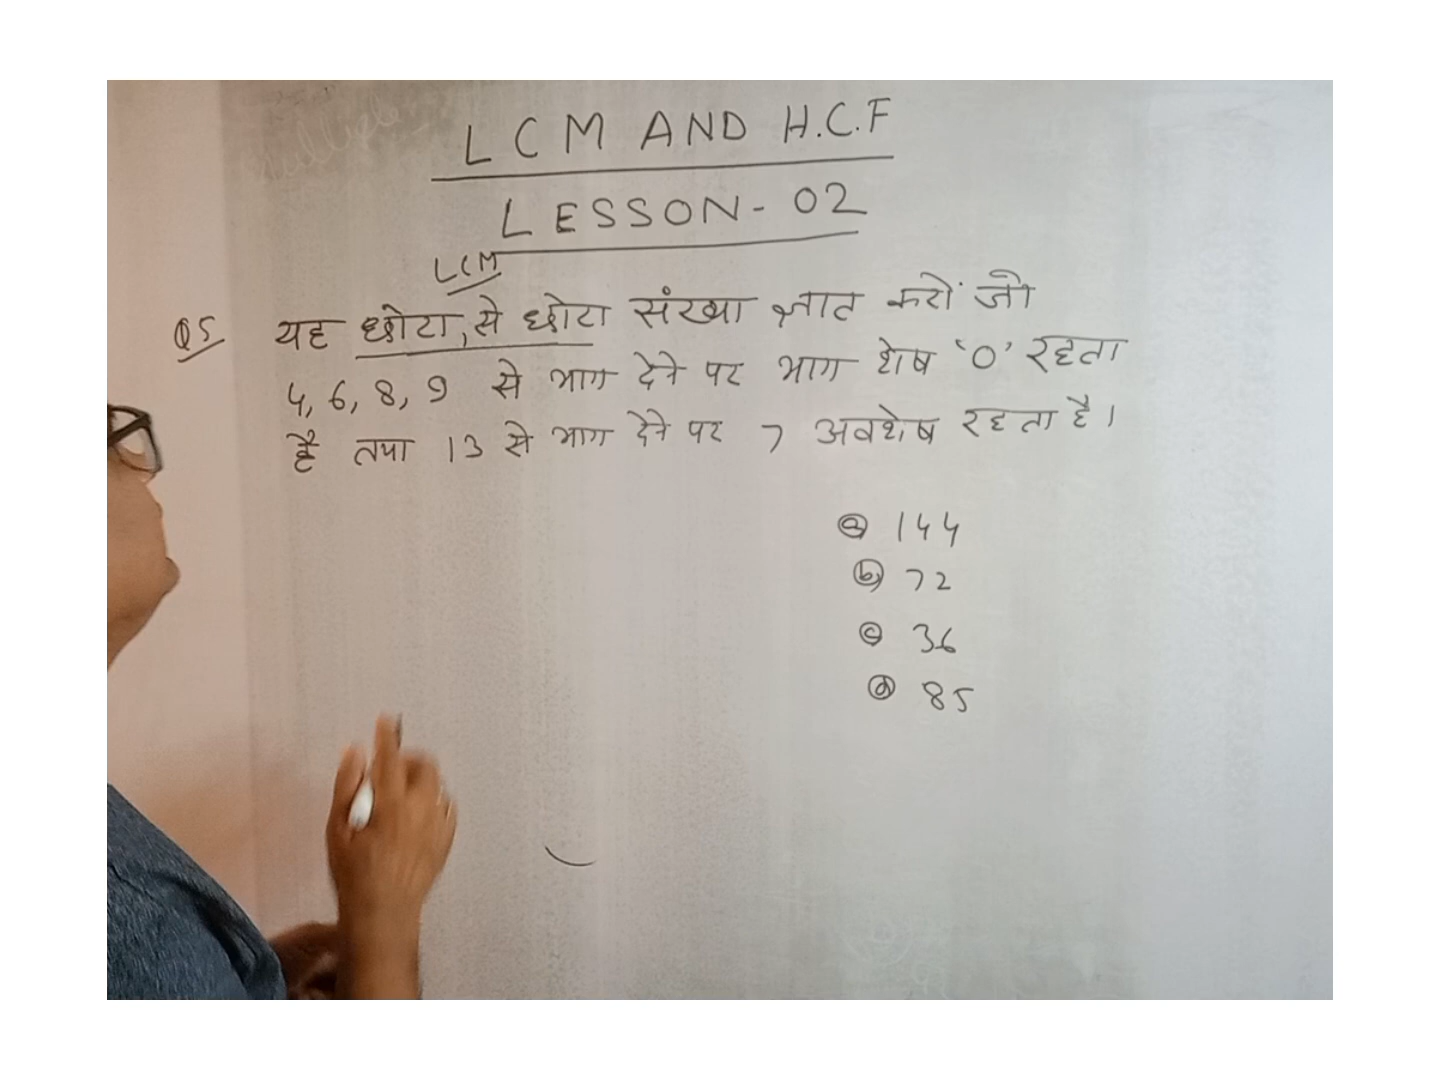 LCM AND H.C.F
LESSON-02
LCM
Q5 यह छोटा, से छोटा संख्या ज्ञात करों जो
4, 6, 8, 9 से भाग देने पर भाग शेष '0' रहता
है तथा 13 से भाग देने पर 7 अवशेष रहता है।
(a) 144
(b) 72
(c) 36
(d) 85